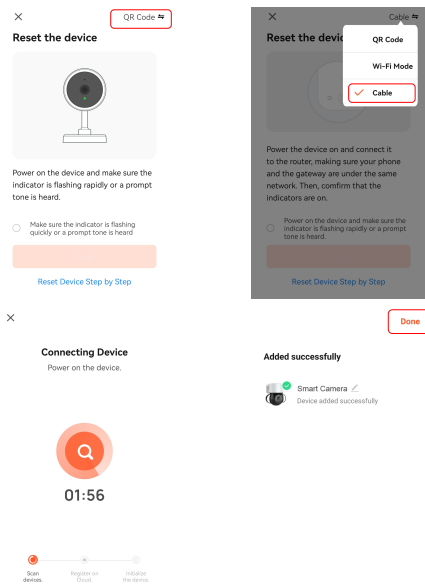 QR Code
Reset the device
Power on the device and make sure the
indicator is flashing rapidly or a prompt
tone is heard.
Make sure the indicator is flashing
quickly or a prompt tone is heard
Reset Device Step by Step
Cable
Reset the devic
QR Code
Wi-Fi Mode
Cable
Power the device on and connect it
to the router, making sure your phone
and the gateway are under the same
network. Then, comfirm that the
indicators are on.
Power on the device and make sure the
indicator is flashing rapidly or a prompt
tone is heard.
Reset Device Step by Step
Connecting Device
Power on the device.
01:56
Scan
devices.
Register on
Cloud.
Initialize
the device.
Done
Added successfully
Smart Camera
Device added successfully